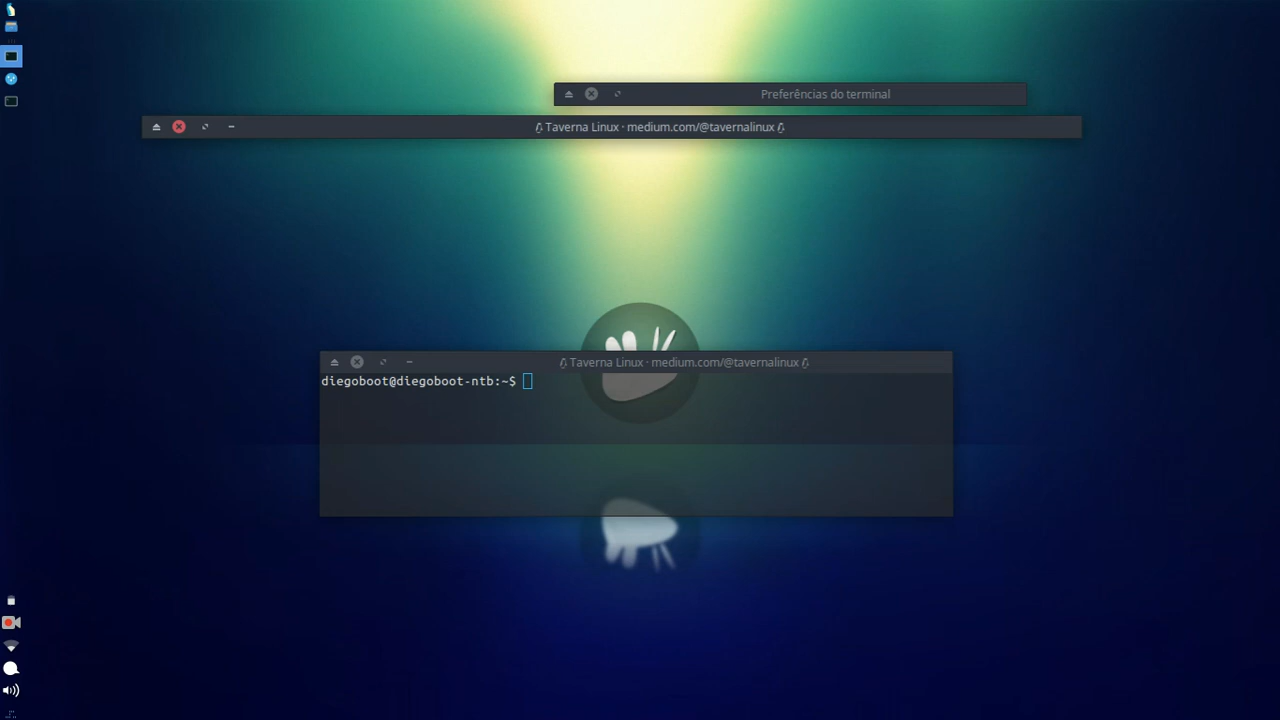 Preferências do terminal
Taverna Linux · medium.com/@tavernalinux
Taverna Linux · medium.com/@tavernalinux
diegoboot@diegoboot-ntb:~$